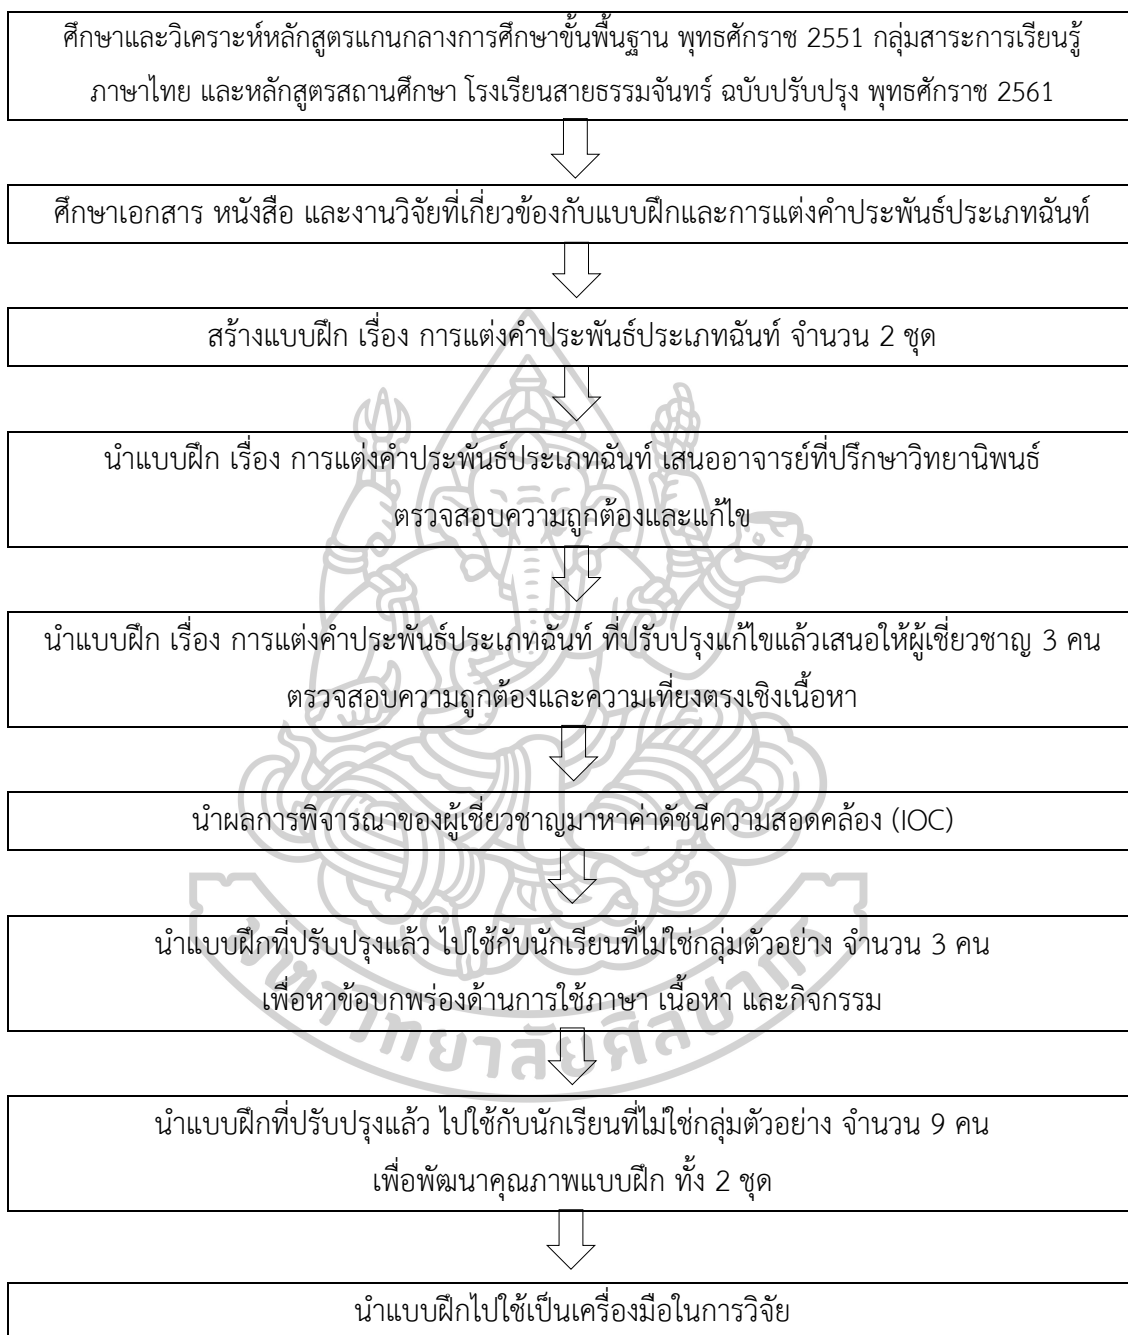 ศึกษาและวิเคราะห์หลักสูตรแกนกลางการศึกษาขั้นพื้นฐาน พุทธศักราช 2551 กลุ่มสาระการเรียนรู้
ภาษาไทย และหลักสูตรสถานศึกษา โรงเรียนสายธรรมจันทร์ ฉบับปรับปรุง พุทธศักราช 2561
ศึกษาเอกสาร หนังสือ และงานวิจัยที่เกี่ยวข้องกับแบบฝึกและการแต่งคำประพันธ์ประเภทฉันท์
สร้างแบบฝึก เรื่อง การแต่งคำประพันธ์ประเภทฉันท์ จำนวน 2 ชุด
นำแบบฝึก เรื่อง การแต่งคำประพันธ์ประเภทฉันท์ เสนออาจารย์ที่ปรึกษาวิทยานิพนธ์
ตรวจสอบความถูกต้องและแก้ไข
นำแบบฝึก เรื่อง การแต่งคำประพันธ์ประเภทฉันท์ ที่ปรับปรุงแก้ไขแล้วเสนอให้ผู้เชี่ยวชาญ 3 คน
ตรวจสอบความถูกต้องและความเที่ยงตรงเชิงเนื้อหา
นำผลการพิจารณาของผู้เชี่ยวชาญมาหาค่าดัชนีความสอดคล้อง (IOC)
นำแบบฝึกที่ปรับปรุงแล้ว ไปใช้กับนักเรียนที่ไม่ใช่กลุ่มตัวอย่าง จำนวน 3 คน
เพื่อหาข้อบกพร่องด้านการใช้ภาษา เนื้อหา และกิจกรรม
มหาวิทยาลัยศิลปากร
นำแบบฝึกที่ปรับปรุงแล้ว ไปใช้กับนักเรียนที่ไม่ใช่กลุ่มตัวอย่าง จำนวน 9 คน
เพื่อพัฒนาคุณภาพแบบฝึก ทั้ง 2 ชุด
นำแบบฝึกไปใช้เป็นเครื่องมือในการวิจัย